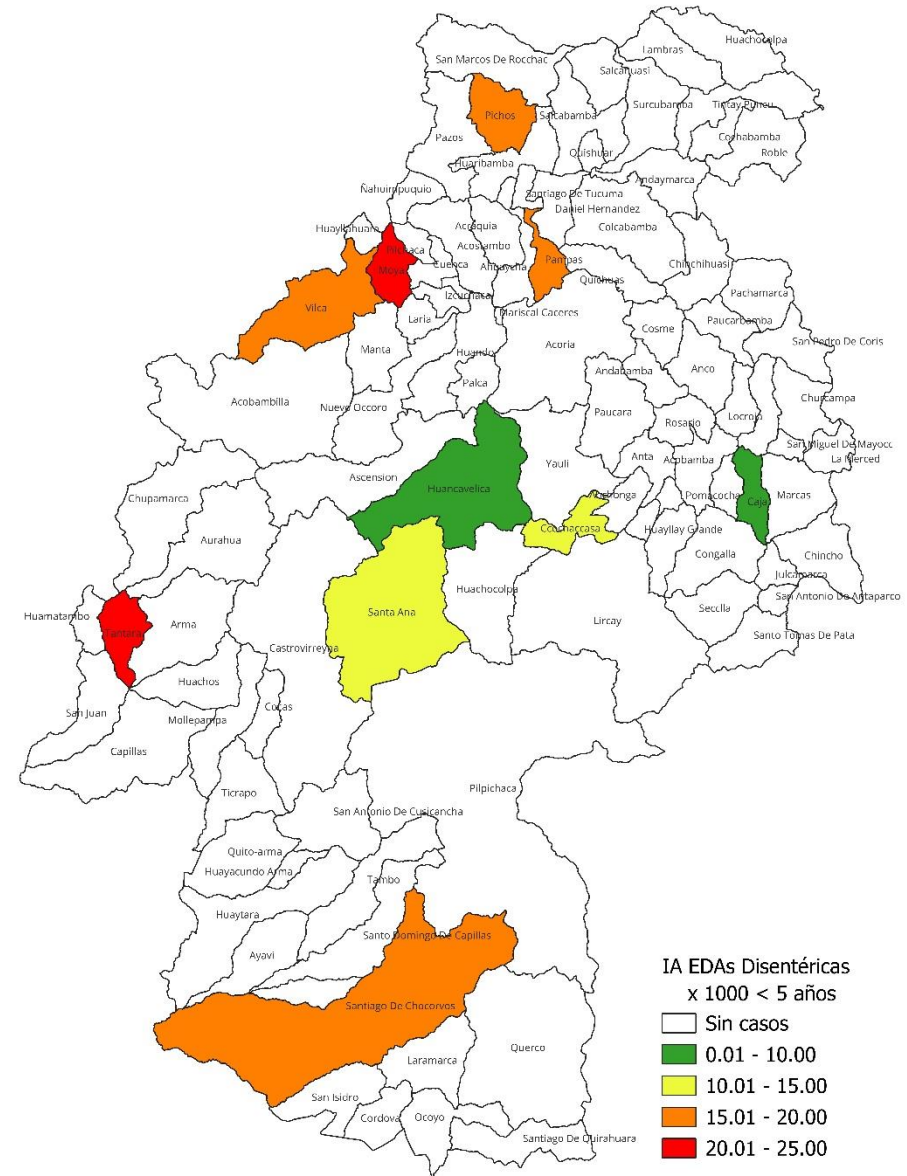 Huachocolpa
Lambras
San Marcos De Rocchac
Salcahuasi
Surcubamba
Tintay Puncu
Pichos
Salcabamba
Pazos
Cochabamba
Roble
Quishuar
Huaribamba
Andaymarca
Ñahuimpuquio
Santiago De Tucuma
Daniel Hernandez
Huayllahuara
Acraquia
Colcabamba
Acostambo
Pilchaca
Cuenca
Ahuaycha
Pampas
Moya
Chinchihuasi
Quichuas
Pachamarca
Izcuchaca
Vilca
Laria
Mariscal Caceres
Paucarbamba
Cosme
San Pedro De Coris
Manta
Huando
Acoria
Acobambilla
Palca
Andabamba
Anco
Churcampa
Nuevo Occoro
Paucara
Rosario
Locroja
San Miguel De Mayocc
La Merced
Anta
Acobamba
Yauli
Ascension
Huancavelica
Chupamarca
Pomacocha
Caja
Marcas
Ccochaccasa
Huayllay Grande
Aurahua
Congalla
Chincho
Julcamarca
Huachocolpa
Santa Ana
San Antonio De Antaparco
Secclla
Huamatambo
Arma
Lircay
Tantara
Santo Tomas De Pata
Castrovirreyna
Huachos
San Juan
Mollepampa
Cocas
Capillas
Pilpichaca
Ticrapo
San Antonio De Cusicancha
Quito-arma
Huayacundo Arma
Tambo
Huaytara
Santo Domingo De Capillas
Ayavi
Santiago De Chocorvos
Querco
Laramarca
San Isidro
Cordova
Ocoyo
Santiago De Quirahuara
IA EDAs Disentéricas
x 1000 < 5 años
Sin casos
0.01 - 10.00
10.01 - 15.00
15.01 - 20.00
20.01 - 25.00